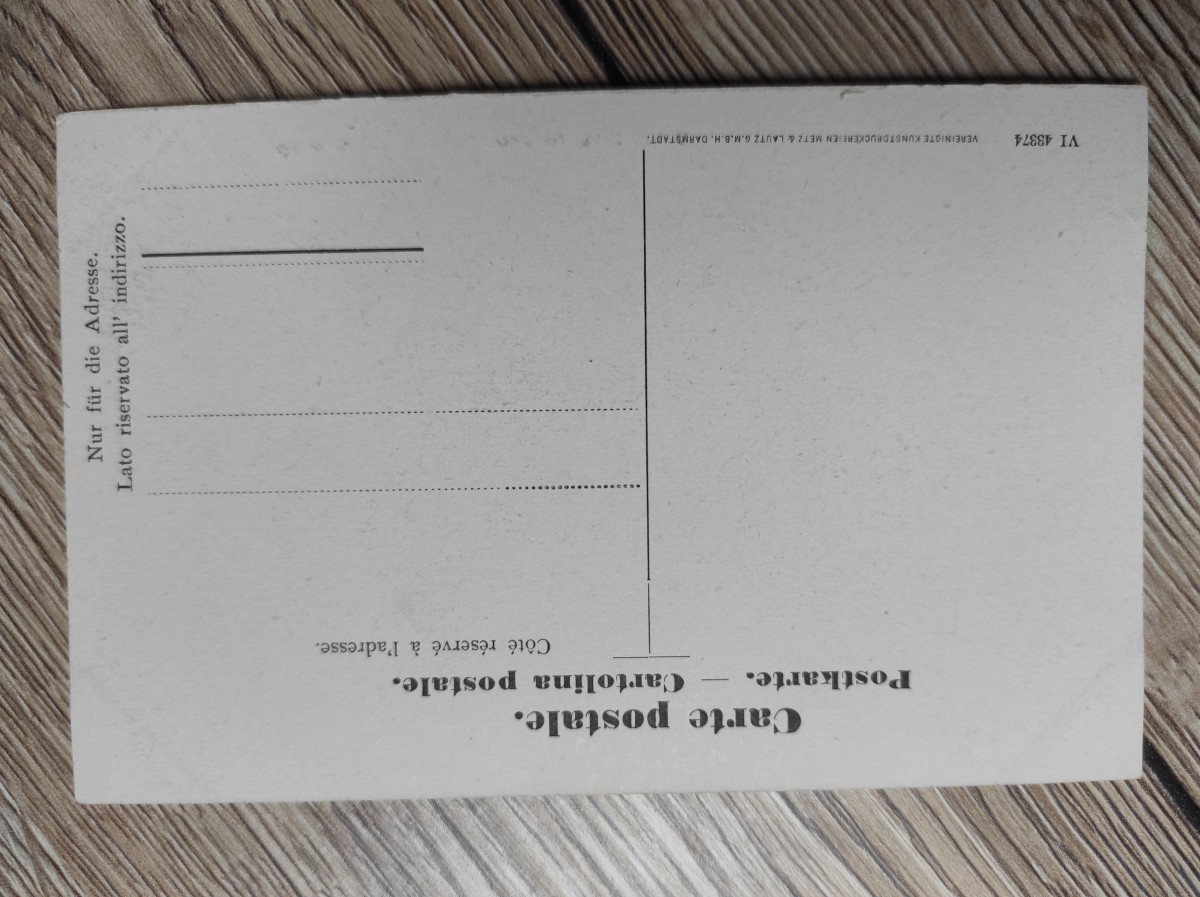 Carte postale.
Postkarte. — Cartolina postale.
Côté réservé à l'adresse.
Nur für die Adresse.
Lato riservato all' indirizzo.
VI 43374
VEREINIGTE KUNSTDRUCKEREIEN METZ & LAUTZ G.M.B.H. DARMSTADT.